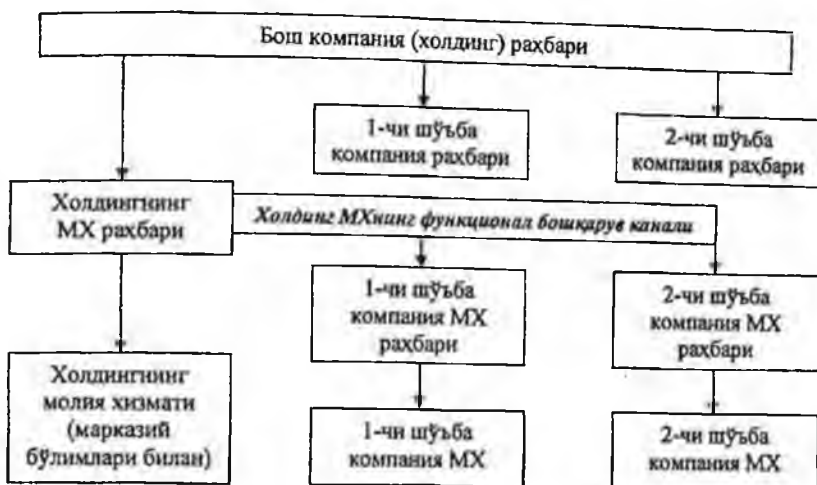 Бош компания (холдинг) раҳбари
1-чи шўъба
компания раҳбари
2-чи шўъба
компания раҳбари
Холдингнинг
МХ раҳбари
Холдинг МХнинг функционал бошқарув канали
1-чи шўъба
компания МХ
раҳбари
2-чи шўъба
компания МХ
раҳбари
Холдингнинг
молия хизмати
(марказий
бўлимлари билан)
1-чи шўъба
компания МХ
2-чи шўъба
компания МХ